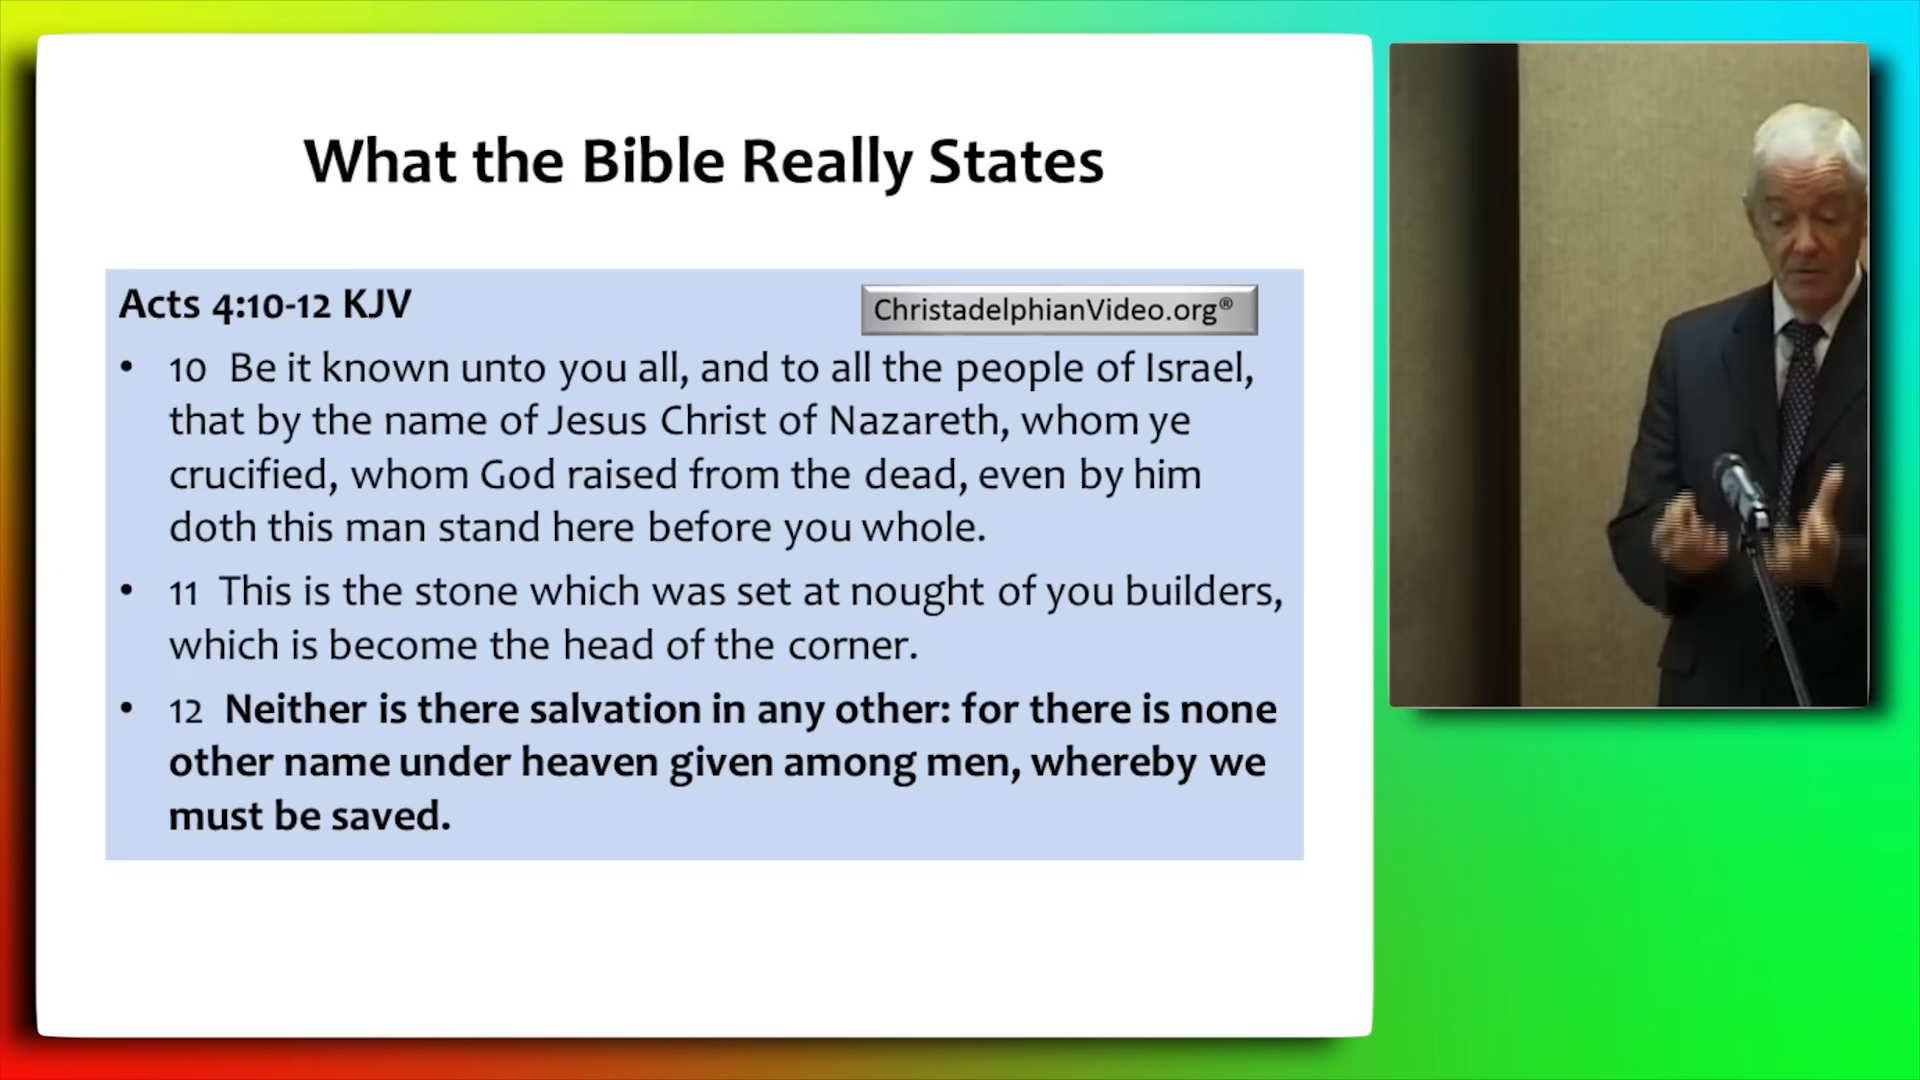 What the Bible Really States
Acts 4:10-12 KJV
ChristadelphianVideo.org®
• 10 Be it known unto you all, and to all the people of Israel,
that by the name of Jesus Christ of Nazareth, whom ye
crucified, whom God raised from the dead, even by him
doth this man stand here before you whole.
• 11 This is the stone which was set at nought of you builders,
which is become the head of the corner.
• 12 Neither is there salvation in any other: for there is none
other name under heaven given among men, whereby we
must be saved.